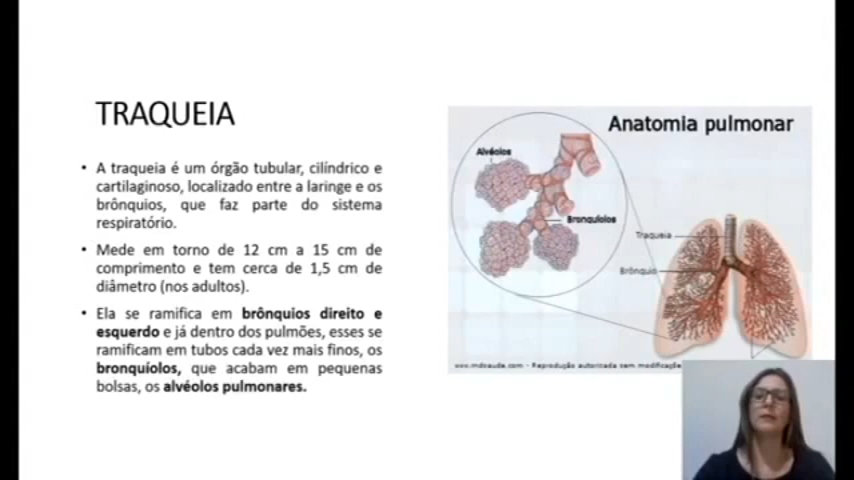 TRAQUEIA
• A traqueia é um órgão tubular, cilíndrico e
cartilaginoso, localizado entre a laringe e os
brônquios, que faz parte do sistema
respiratório.
• Mede em torno de 12 cm a 15 cm de
comprimento e tem cerca de 1,5 cm de
diâmetro (nos adultos).
• Ela se ramifica em brônquios direito e
esquerdo e já dentro dos pulmões, esses se
ramificam em tubos cada vez mais finos, os
bronquíolos, que acabam em pequenas
bolsas, os alvéolos pulmonares.
Anatomia pulmonar
Alvéolos
Bronquíolos
Traqueia
Brônquio
www.mdsaude.com - Reprodução autorizada sem modificaçõe